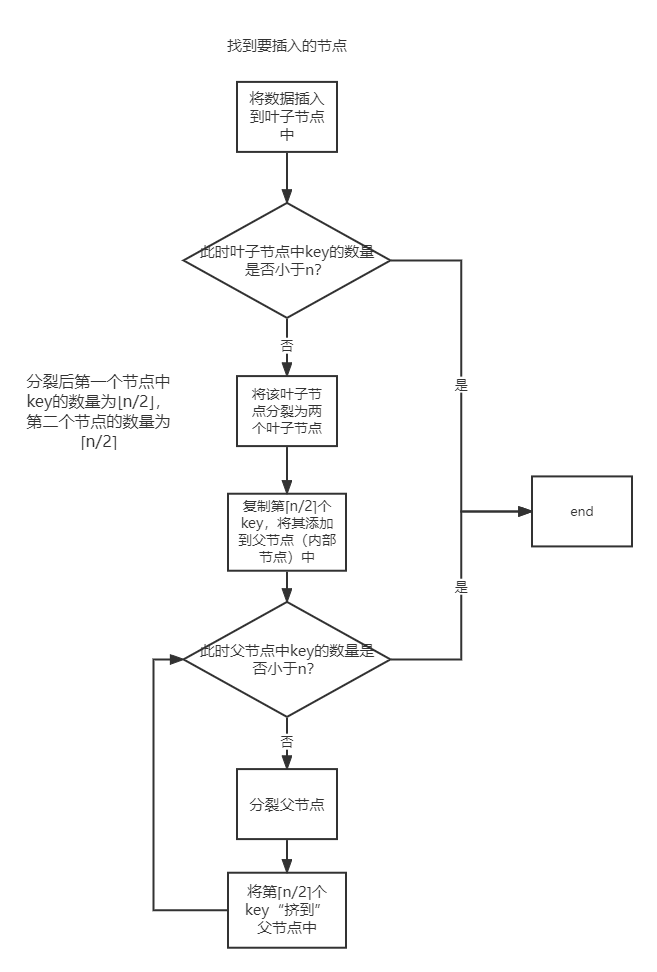 找到要插入的节点
将数据插入
到叶子节点
中
此时叶子节点中key的数量
是否小于n?
否
是
分裂后第一个节点中
key的数量为⌊n/2⌋,
第二个节点的数量为
⌈n/2⌉
将该叶子节
点分裂为两
个叶子节点
复制第⌈n/2⌉个
key，将其添加
到父节点（内部
节点）中
end
是
此时父节点中key的数量是
否小于n?
否
分裂父节点
将第⌈n/2⌉个
key“挤到”
父节点中